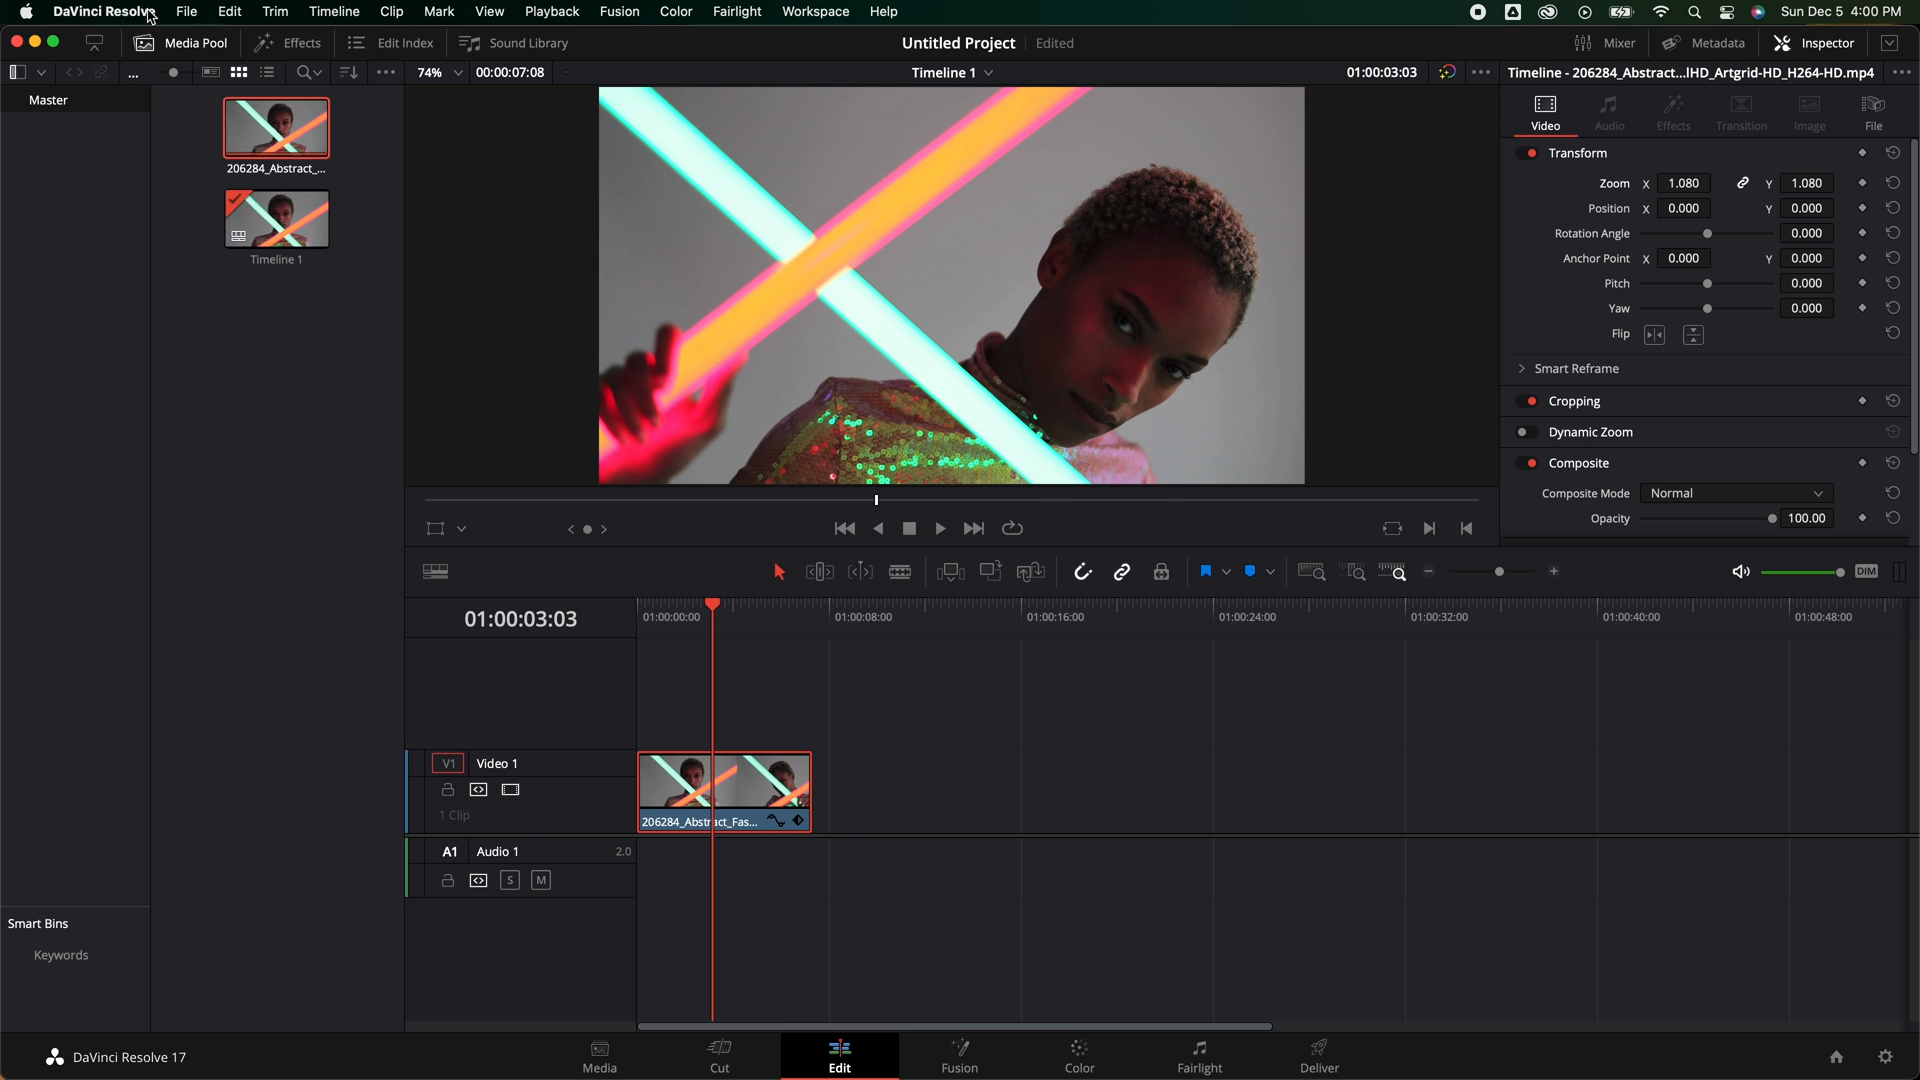 DaVinci Resolve File Edit Trim Timeline Clip Mark View Playback Fusion Color Fairlight Workspace Help Sun Dec 5 4:00 PM
Media Pool Effects Edit Index Sound Library Untitled Project Edited Mixer Metadata Inspector
... 74% 00:00:07:08 Timeline 1 01:00:03:03 Timeline - 206284_Abstract...IHD_Artgrid-HD_H264-HD.mp4
Master
206284_Abstract_...
Timeline 1
Video Audio Effects Transition Image File
Transform
Zoom X 1.080 Y 1.080
Position X 0.000 Y 0.000
Rotation Angle 0.000
Anchor Point X 0.000 Y 0.000
Pitch 0.000
Yaw 0.000
Flip
Smart Reframe
Cropping
Dynamic Zoom
Composite
Composite Mode Normal
Opacity 100.00
DIM
01:00:03:03 01:00:00:00 01:00:08:00 01:00:16:00 01:00:24:00 01:00:32:00 01:00:40:00 01:00:48:00
V1 Video 1
1 Clip
206284_Abstract_Fas...
A1 Audio 1 2.0
S M
Smart Bins
Keywords
DaVinci Resolve 17
Media Cut Edit Fusion Color Fairlight Deliver